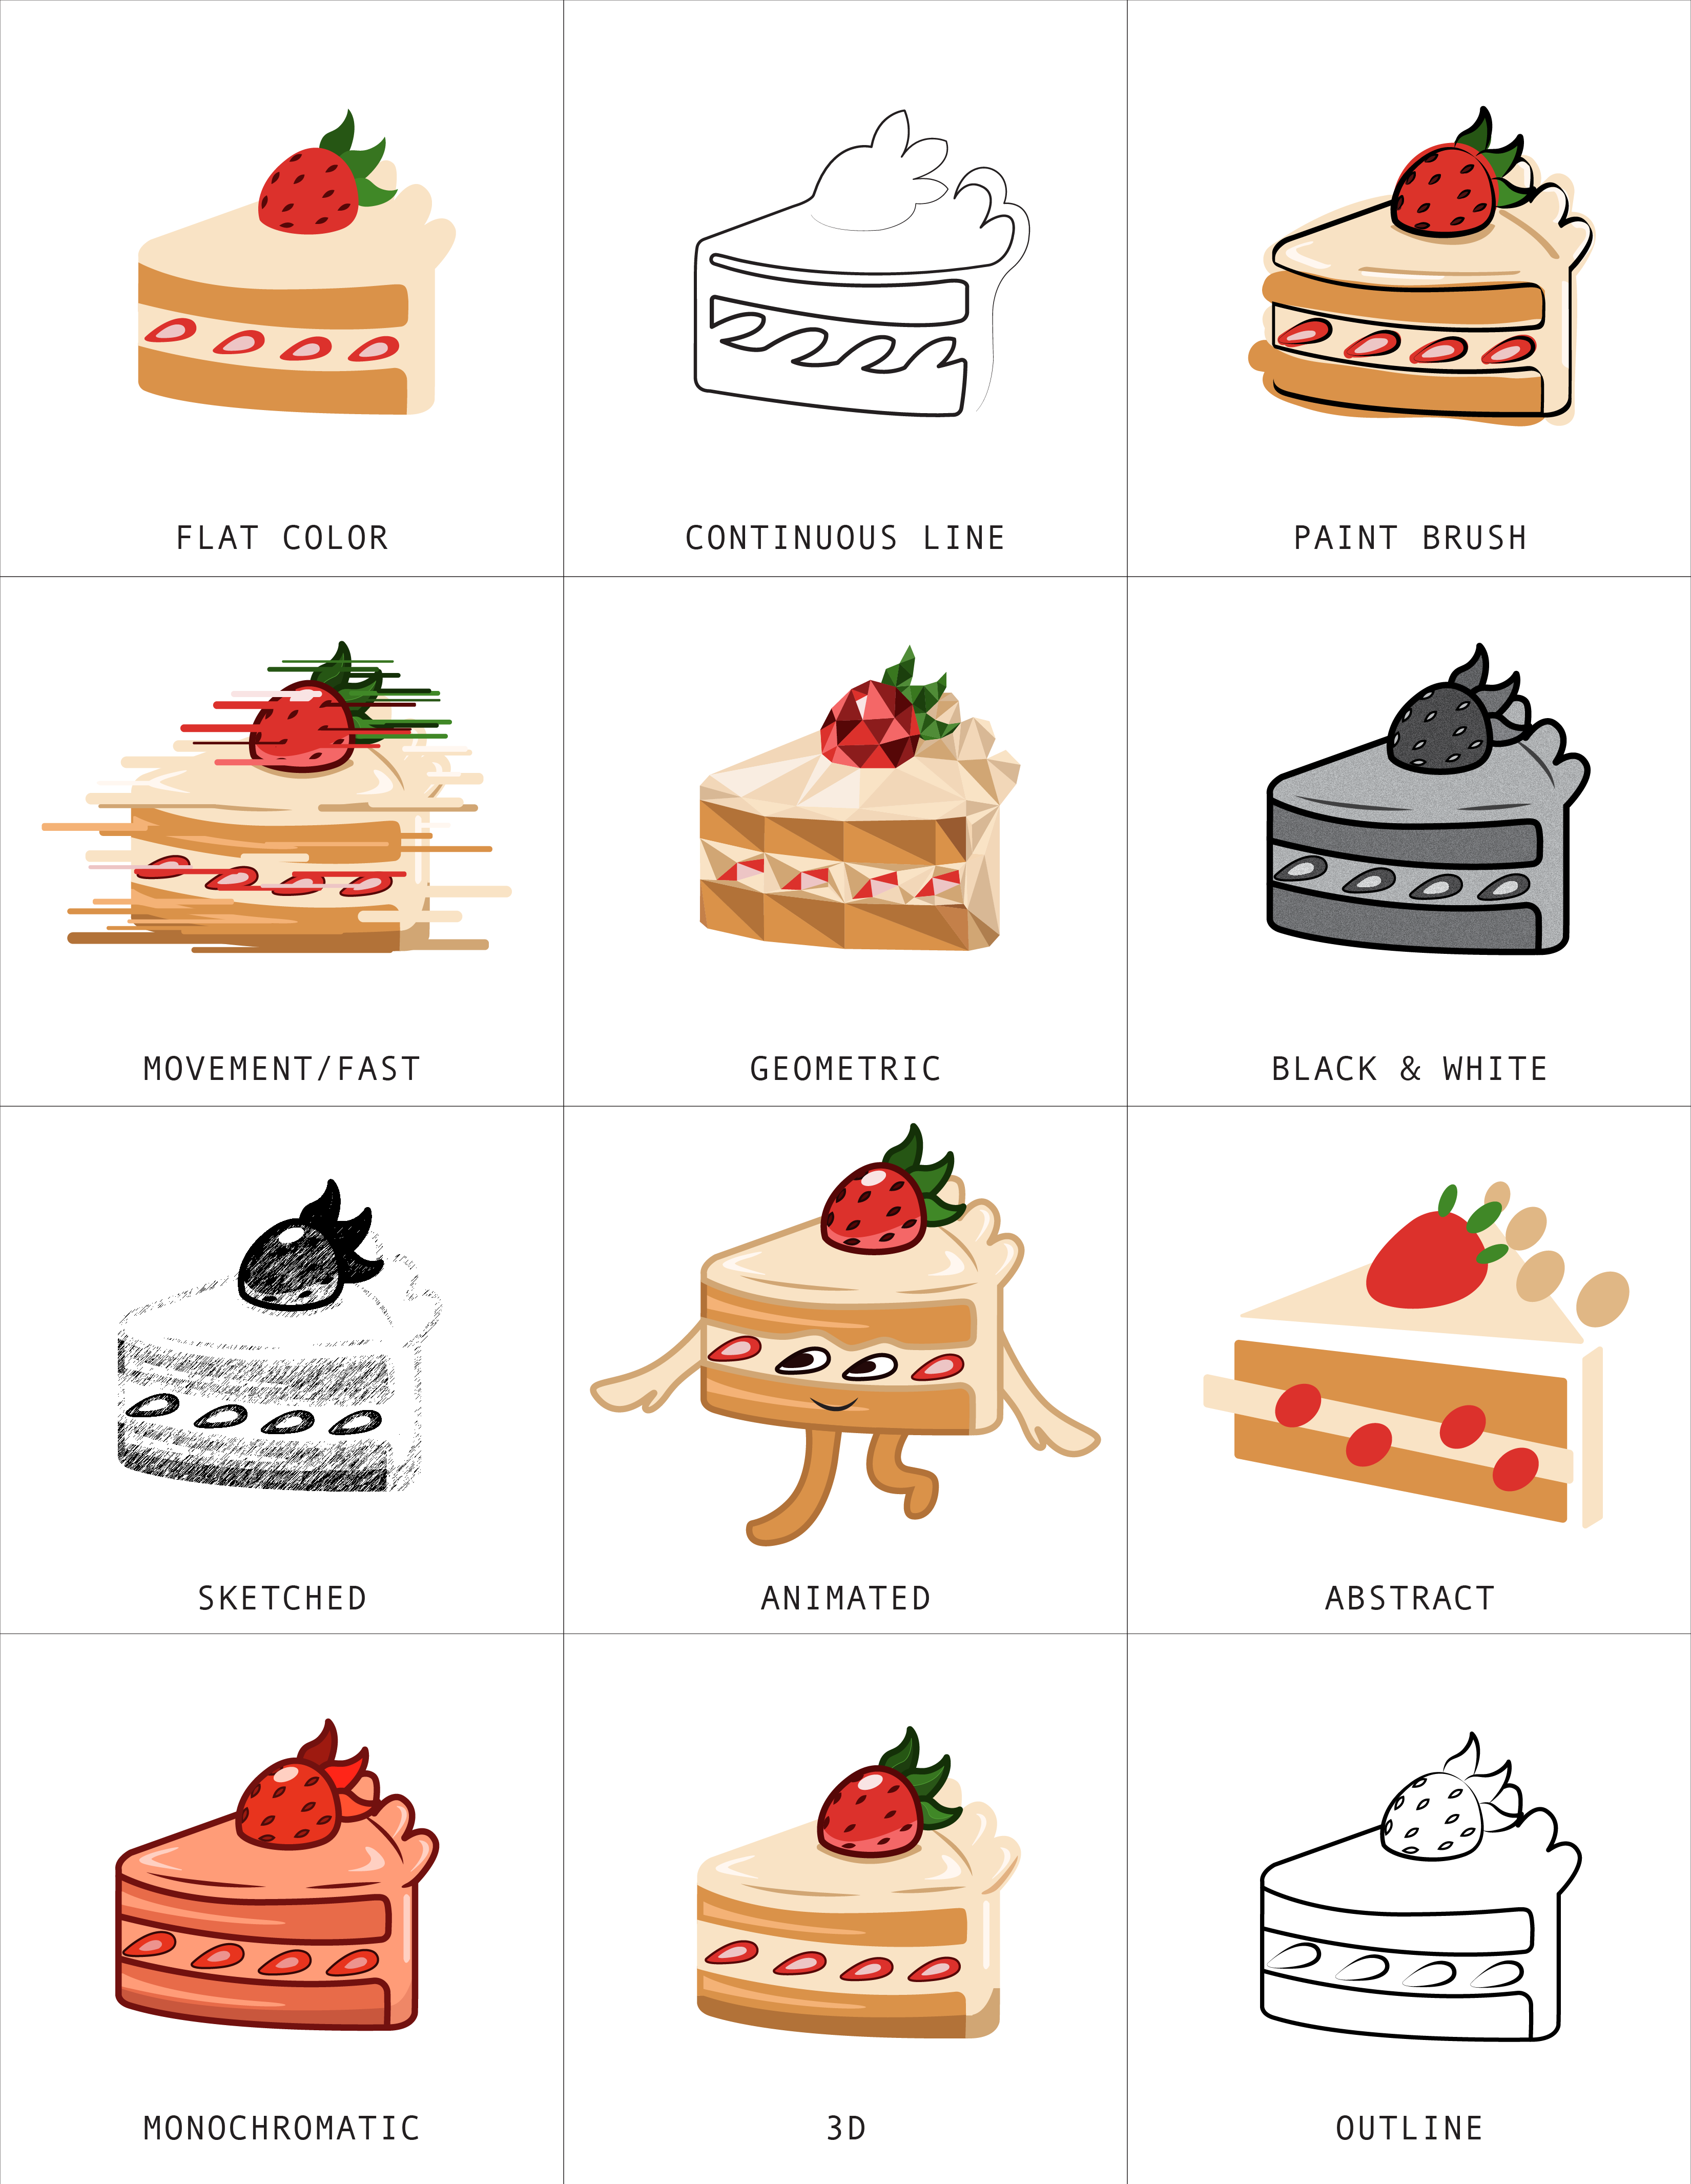 FLAT COLOR
CONTINUOUS LINE
PAINT BRUSH
MOVEMENT/FAST
GEOMETRIC
BLACK & WHITE
SKETCHED
ANIMATED
ABSTRACT
MONOCHROMATIC
3D
OUTLINE